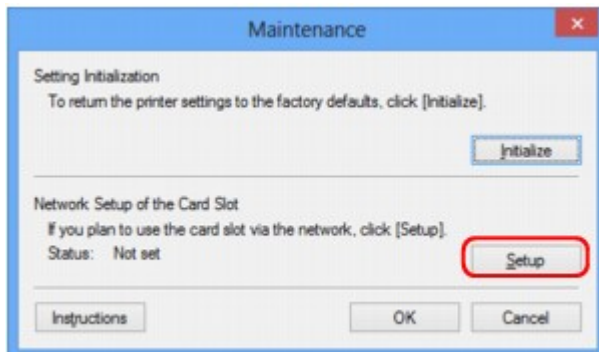 Maintenance
Setting Initialization
To return the printer settings to the factory defaults, click [Initialize].
Initialize
Network Setup of the Card Slot
If you plan to use the card slot via the network, click [Setup].
Status: Not set
Setup
Instructions OK Cancel